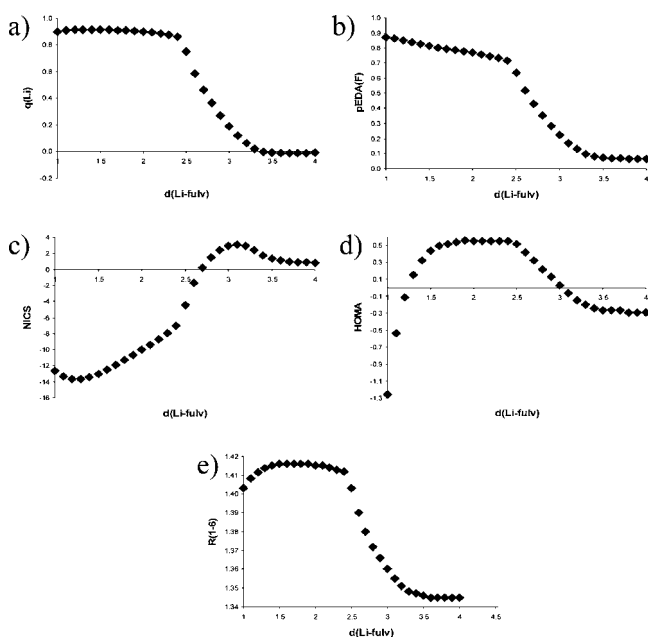 a)
1.0
0.8
0.6
0.4
0.2
0.0
-0.2
q(Li)
1 1.5 2 2.5 3 3.5 4
d(Li-fulv)
b)
1.0
0.9
0.8
0.7
0.6
0.5
0.4
0.3
0.2
0.1
0.0
pEDA(F)
1 1.5 2 2.5 3 3.5 4
d(Li-fulv)
c)
4
2
0
-2
-4
-6
-8
-10
-12
-14
-16
NICS
1 1.5 2 2.5 3 3.5 4
d(Li-fulv)
d)
0.5
0.3
0.1
-0.1
-0.3
-0.5
-0.7
-0.9
-1.1
-1.3
HOMA
1 1.5 2 2.5 3 3.5 4
d(Li-fulv)
e)
1.42
1.40
1.38
1.36
1.34
R(1-6)
1 1.5 2 2.5 3 3.5 4 4.5
d(Li-fulv)